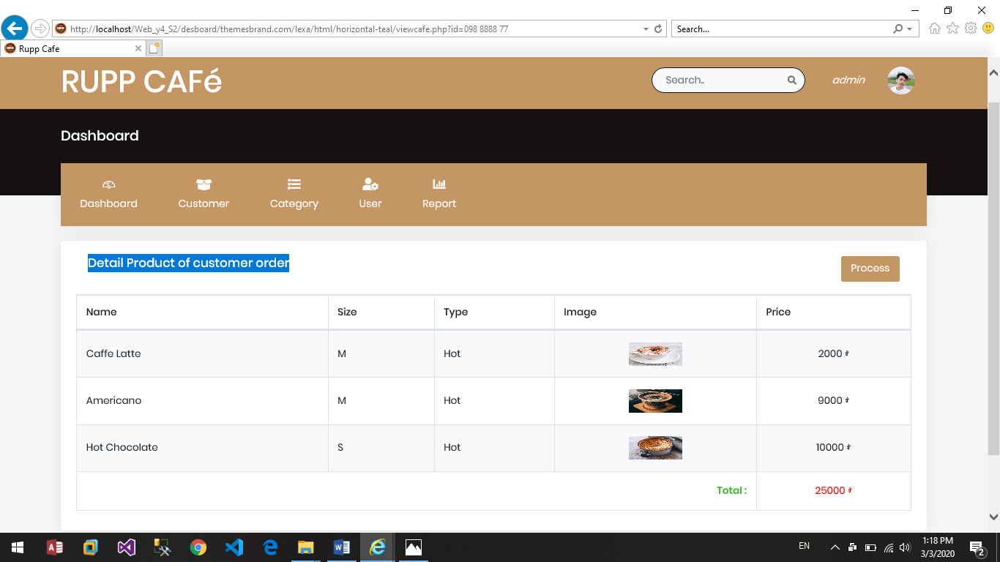 http://localhost/Web_y4_S2/desboard/themesbrand.com/lexa/html/horizontal-teal/viewcafe.php?id=098 8888 77
Search...
Rupp Cafe
RUPP CAFé
Search..
admin
Dashboard
Dashboard
Customer
Category
User
Report
Detail Product of customer order
Process
Name Size Type Image Price
Caffe Latte M Hot 2000 ៛
Americano M Hot 9000 ៛
Hot Chocolate S Hot 10000 ៛
Total : 25000 ៛
EN
1:18 PM
3/3/2020
2